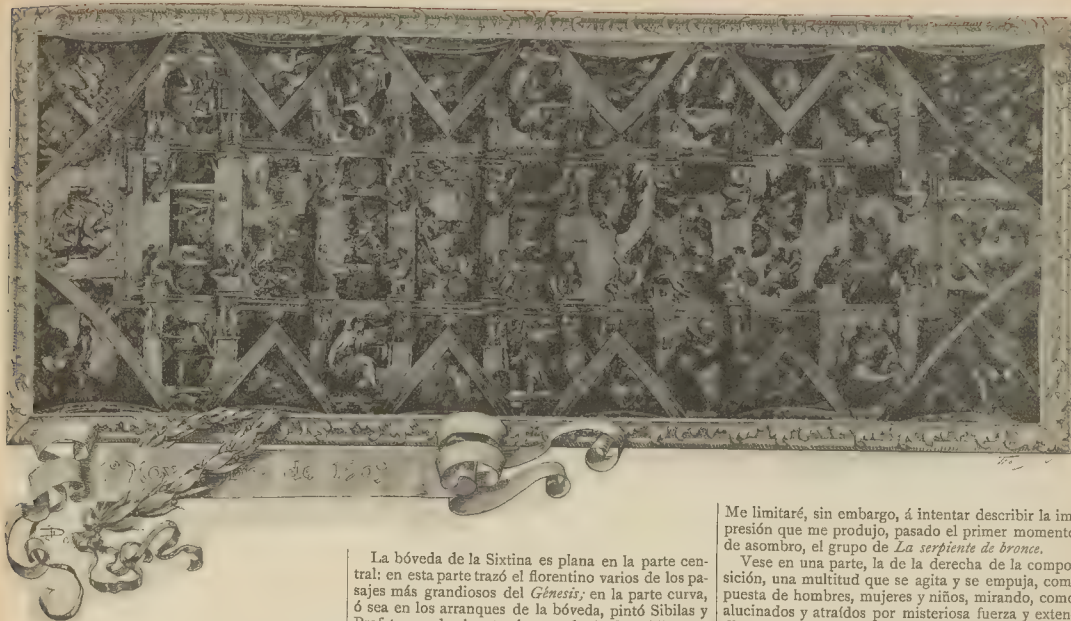 La bóveda de la Sixtina es plana en la parte cen-
tral: en esta parte trazó el florentino varios de los pa-
sajes más grandiosos del Génesis; en la parte curva,
ó sea en los arranques de la bóveda, pintó Sibilas y
Me limitaré, sin embargo, á intentar describir la im-
presión que me produjo, pasado el primer momento
de asombro, el grupo de La serpiente de bronce.
Vese en una parte, la de la derecha de la compo-
sición, una multitud que se agita y se empuja, com-
puesta de hombres, mujeres y niños, mirando, como
alucinados y atraídos por misteriosa fuerza y exten-